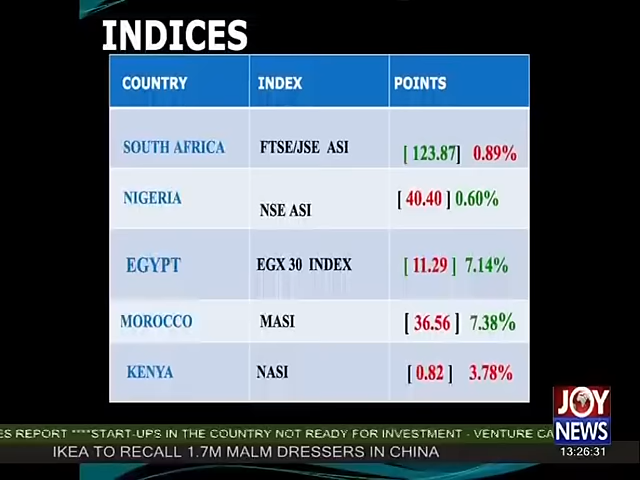 INDICES
COUNTRY INDEX POINTS
SOUTH AFRICA FTSE/JSE ASI [ 123.87] 0.89%
NIGERIA NSE ASI [ 40.40 ] 0.60%
EGYPT EGX 30 INDEX [ 11.29 ] 7.14%
MOROCCO MASI [ 36.56 ] 7.38%
KENYA NASI [ 0.82 ] 3.78%
JOY
NEWS
ES REPORT ****START-UPS IN THE COUNTRY NOT READY FOR INVESTMENT - VENTURE CA
IKEA TO RECALL 1.7M MALM DRESSERS IN CHINA
13:26:31